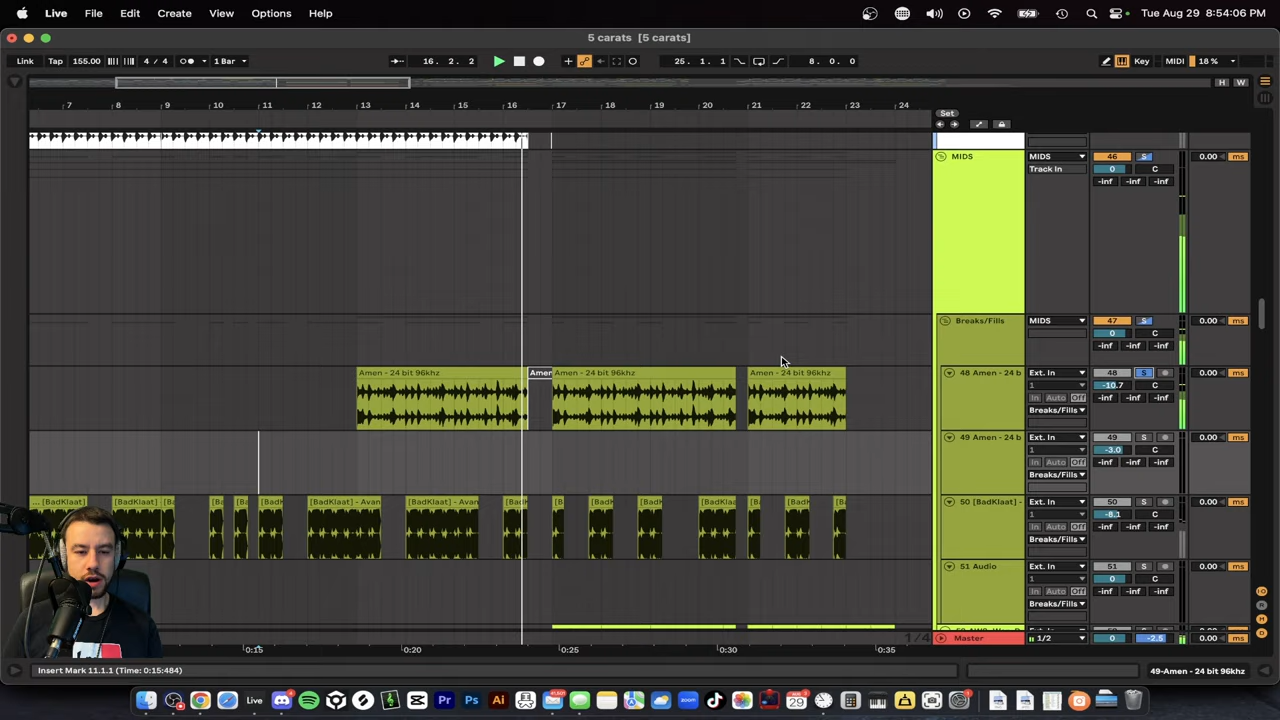 Live File Edit Create View Options Help
Tue Aug 29 8:54:06 PM
5 carats [5 carats]
Link Tap 155.00 4 / 4 1 Bar 16. 2. 2 25. 1. 1 8. 0. 0 Key MIDI 18 %
H W
7 8 9 10 11 12 13 14 15 16 17 18 19 20 21 22 23 24
Set
MIDS MIDS 46 S 0.00 ms
Track In 0 C
-inf -inf -inf
Breaks/Fills MIDS 47 S 0.00 ms
0 C
-inf -inf -inf
Amen - 24 bit 96khz Amen Amen - 24 bit 96khz Amen - 24 bit 96khz 48 Amen - 24 b Ext. In 48 S 0.00 ms
1 -10.7 C
In Auto Off -inf -inf -inf
Breaks/Fills
49 Amen - 24 b Ext. In 49 S 0.00 ms
1 -3.0 C
In Auto Off -inf -inf -inf
Breaks/Fills
... [BadKlaat] [BadKlaat] [Ba [Ba [Ba [BadK [BadKlaat] - Avan [BadKlaat] - Avan [BadK [B [BadK [BadK [BadKlaa [Ba [BadK [Ba 50 [BadKlaat] - Ext. In 50 S 0.00 ms
1 -8.1 C
In Auto Off -inf -inf -inf
Breaks/Fills
51 Audio Ext. In 51 S 0.00 ms
1 0 C
In Auto Off -inf -inf -inf
Breaks/Fills
1/4 Master 1/2 0 -2.5 0.00 ms
0:15 0:20 0:25 0:30 0:35
Insert Mark 11.1.1 (Time: 0:15:484)
49-Amen - 24 bit 96khz